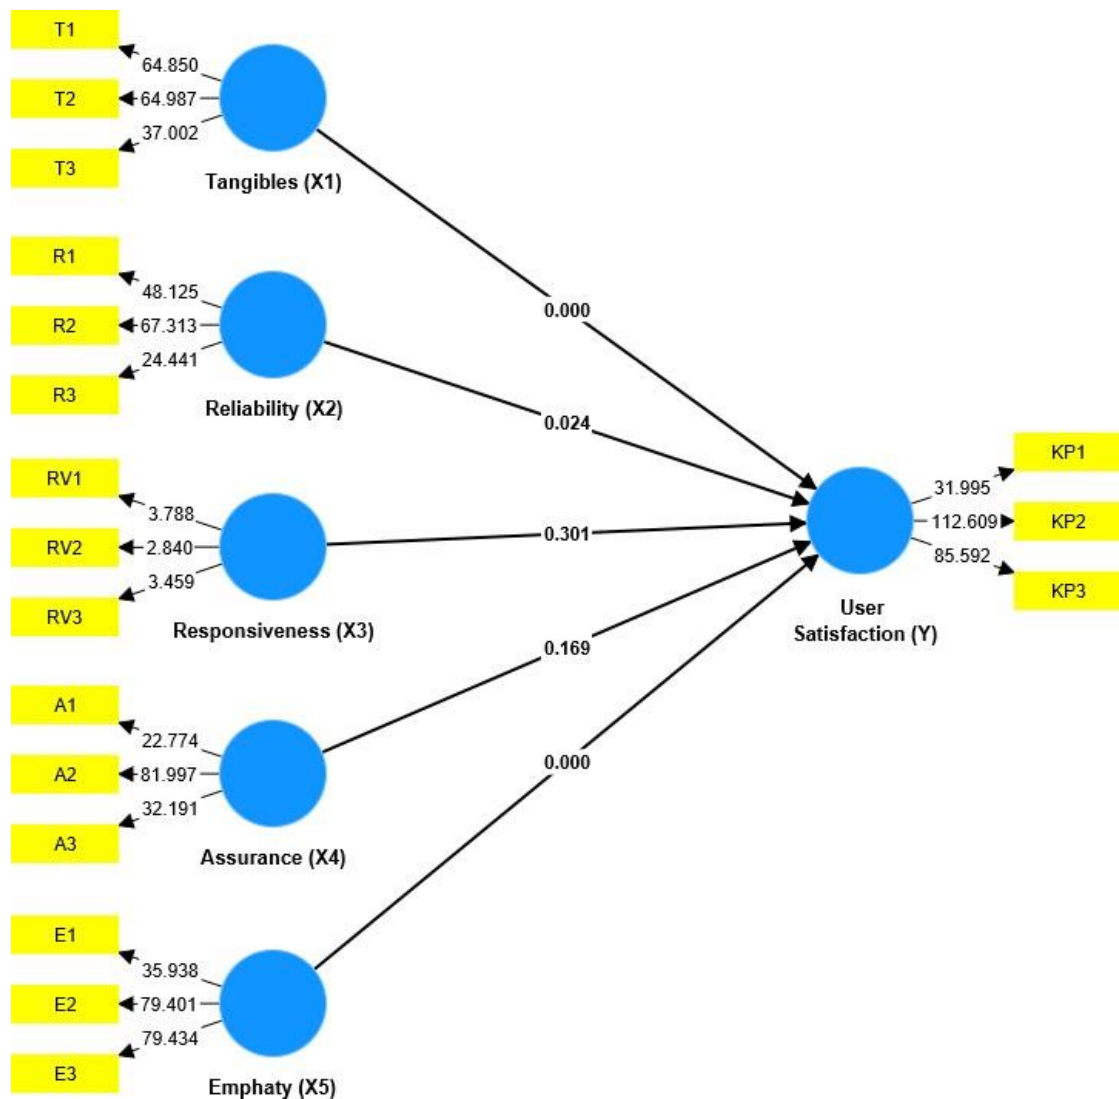 T1
64.850
T2
64.987
37.002
T3
Tangibles (X1)
R1
48.125
R2
67.313
24.441
R3
Reliability (X2)
RV1
3.788
RV2
2.840
3.459
RV3
Responsiveness (X3)
A1
22.774
A2
81.997
32.191
A3
Assurance (X4)
E1
35.938
E2
79.401
79.434
E3
Emphaty (X5)
0.000
0.024
0.301
0.169
0.000
User
Satisfaction (Y)
31.995
KP1
112.609
KP2
85.592
KP3